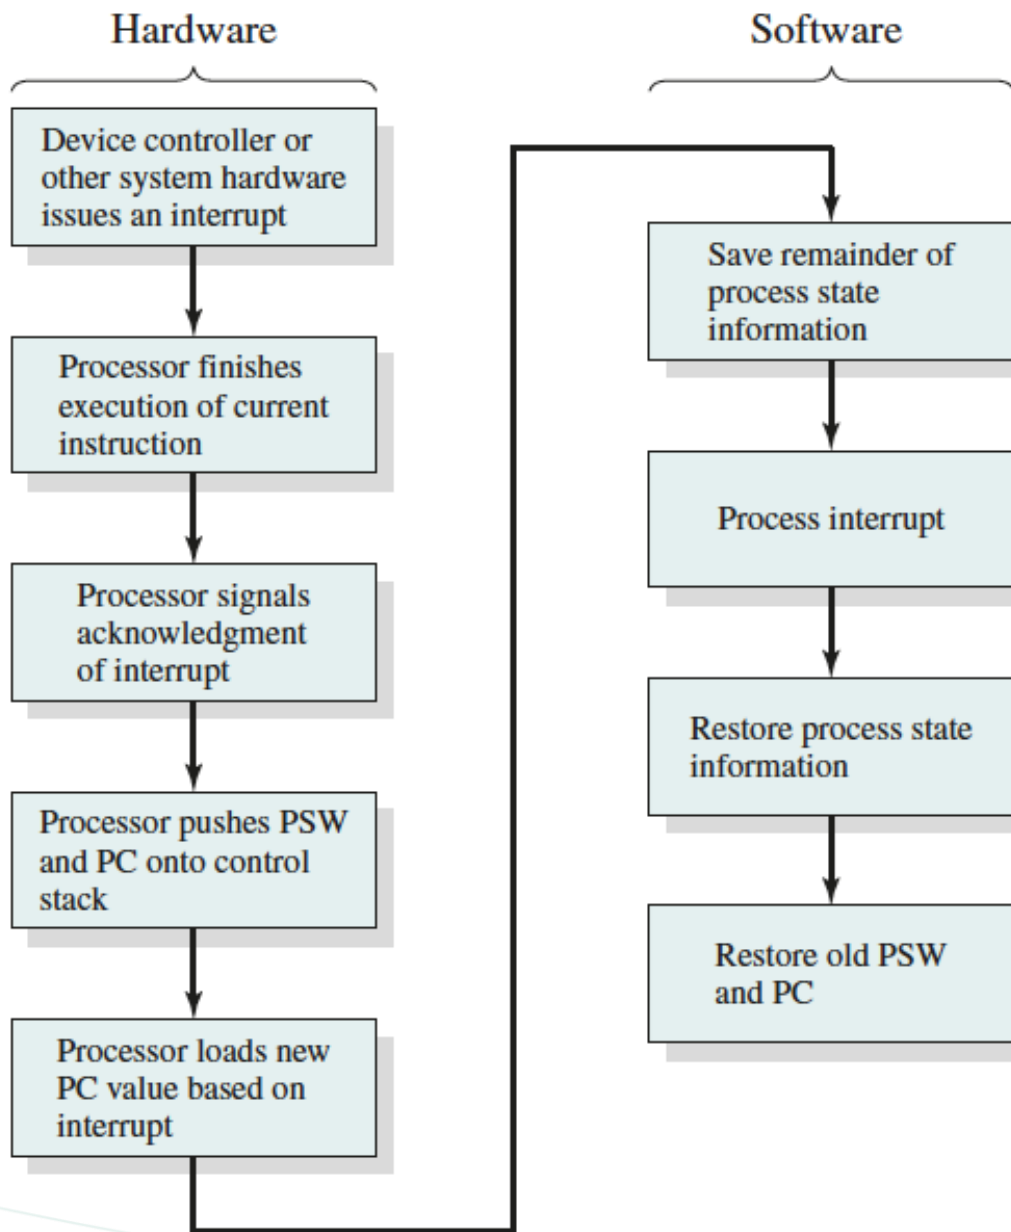 Hardware
Device controller or
other system hardware
issues an interrupt
Processor finishes
execution of current
instruction
Processor signals
acknowledgment
of interrupt
Processor pushes PSW
and PC onto control
stack
Processor loads new
PC value based on
interrupt
Software
Save remainder of
process state
information
Process interrupt
Restore process state
information
Restore old PSW
and PC